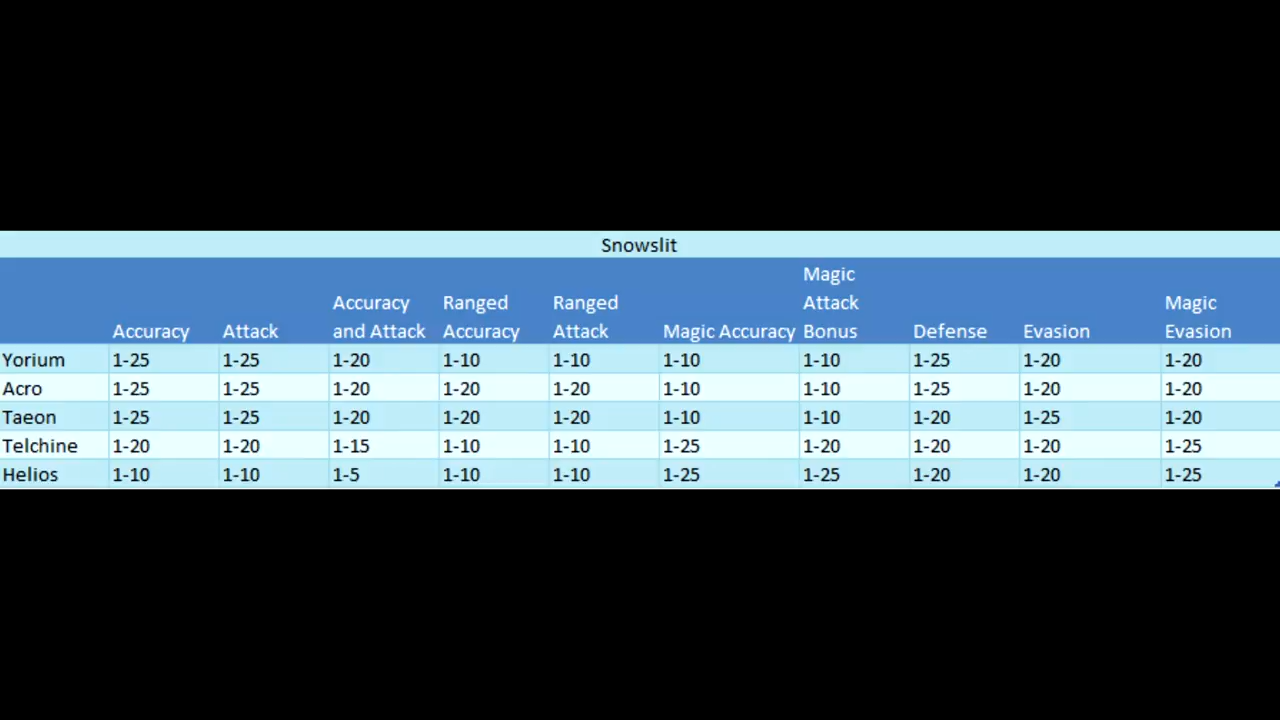 Snowslit
Magic
Accuracy Ranged Ranged Attack Magic
Accuracy Attack and Attack Accuracy Attack Magic Accuracy Bonus Defense Evasion Evasion
Yorium 1-25 1-25 1-20 1-10 1-10 1-10 1-10 1-25 1-20 1-20
Acro 1-25 1-25 1-20 1-20 1-20 1-10 1-10 1-25 1-20 1-20
Taeon 1-25 1-25 1-20 1-20 1-20 1-10 1-10 1-20 1-25 1-20
Telchine 1-20 1-20 1-15 1-10 1-10 1-25 1-20 1-20 1-20 1-25
Helios 1-10 1-10 1-5 1-10 1-10 1-25 1-25 1-20 1-20 1-25